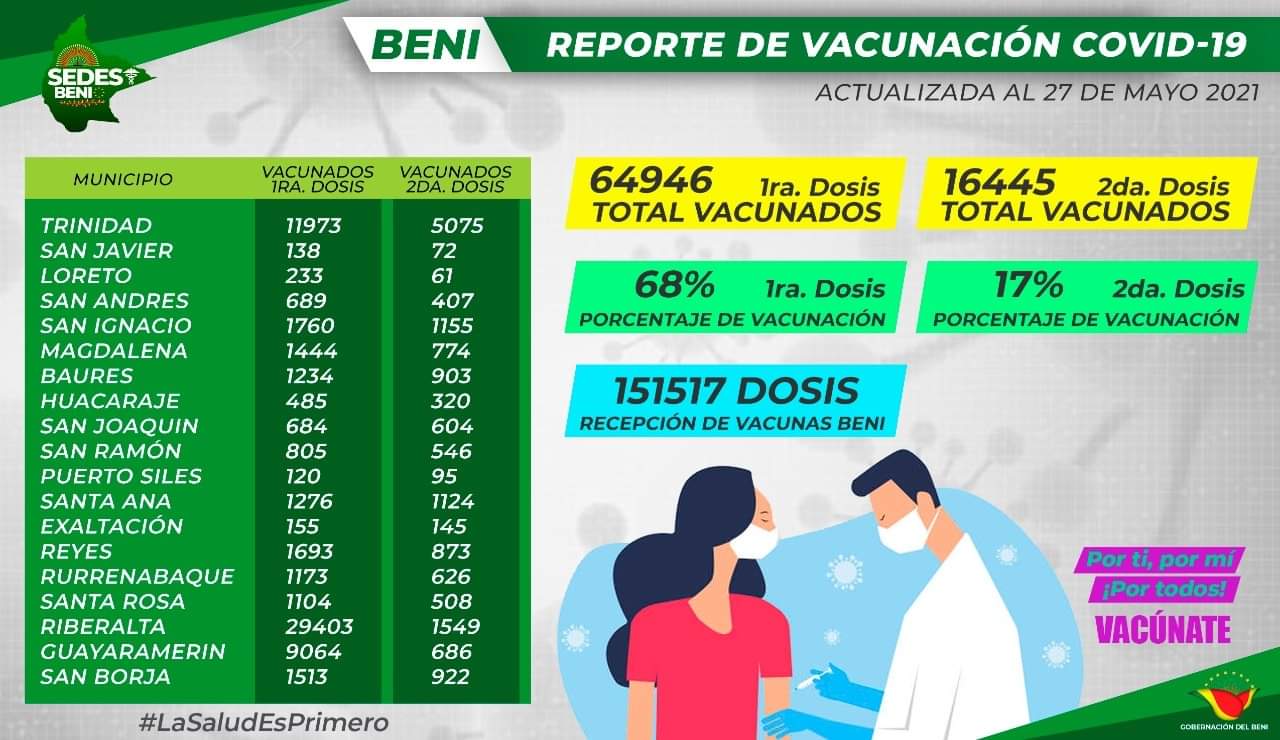 SEDES
BENI
BENI REPORTE DE VACUNACIÓN COVID-19
ACTUALIZADA AL 27 DE MAYO 2021
MUNICIPIO VACUNADOS 1RA. DOSIS VACUNADOS 2DA. DOSIS
TRINIDAD 11973 5075
SAN JAVIER 138 72
LORETO 233 61
SAN ANDRES 689 407
SAN IGNACIO 1760 1155
MAGDALENA 1444 774
BAURES 1234 903
HUACARAJE 485 320
SAN JOAQUIN 684 604
SAN RAMÓN 805 546
PUERTO SILES 120 95
SANTA ANA 1276 1124
EXALTACIÓN 155 145
REYES 1693 873
RURRENABAQUE 1173 626
SANTA ROSA 1104 508
RIBERALTA 29403 1549
GUAYARAMERIN 9064 686
SAN BORJA 1513 922
#LaSaludEsPrimero
64946 1ra. Dosis
TOTAL VACUNADOS
16445 2da. Dosis
TOTAL VACUNADOS
68% 1ra. Dosis
PORCENTAJE DE VACUNACIÓN
17% 2da. Dosis
PORCENTAJE DE VACUNACIÓN
151517 DOSIS
RECEPCIÓN DE VACUNAS BENI
Por ti, por mí
¡Por todos!
VACÚNATE
GOBERNACIÓN DEL BENI